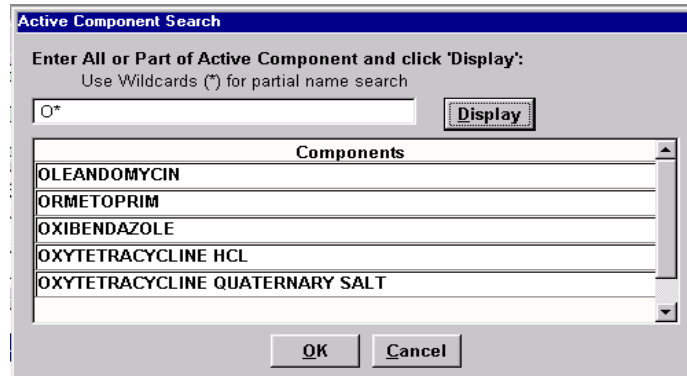 Active Component Search
Enter All or Part of Active Component and click 'Display':
Use Wildcards (*) for partial name search
O*
Display
Components
OLEANDOMYCIN
ORMETOPRIM
OXIBENDAZOLE
OXYTETRACYCLINE HCL
OXYTETRACYCLINE QUATERNARY SALT
OK
Cancel